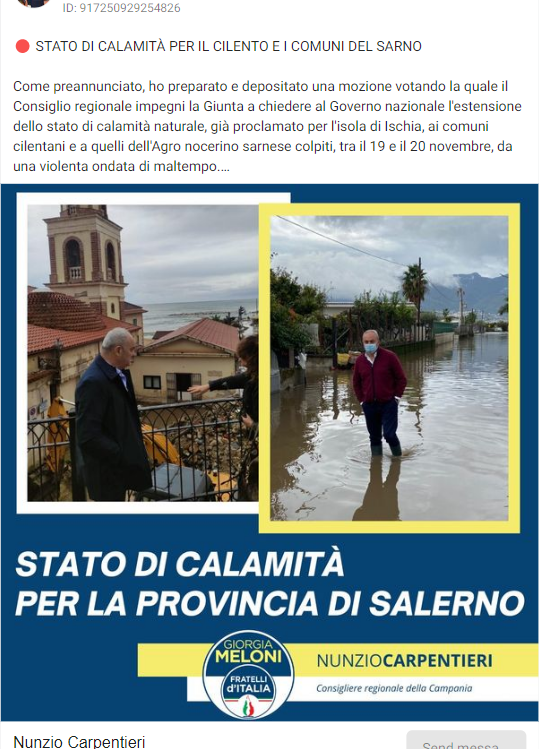 ID: 917250929254826
🔴 STATO DI CALAMITÀ PER IL CILENTO E I COMUNI DEL SARNO
Come preannunciato, ho preparato e depositato una mozione votando la quale il
Consiglio regionale impegni la Giunta a chiedere al Governo nazionale l'estensione
dello stato di calamità naturale, già proclamato per l'isola di Ischia, ai comuni
cilentani e a quelli dell'Agro nocerino sarnese colpiti, tra il 19 e il 20 novembre, da
una violenta ondata di maltempo....
STATO DI CALAMITÀ
PER LA PROVINCIA DI SALERNO
GIORGIA
MELONI
FRATELLI
d'ITALIA
NUNZIOCARPENTIERI
Consigliere regionale della Campania
Nunzio Carpentieri
Send messa...